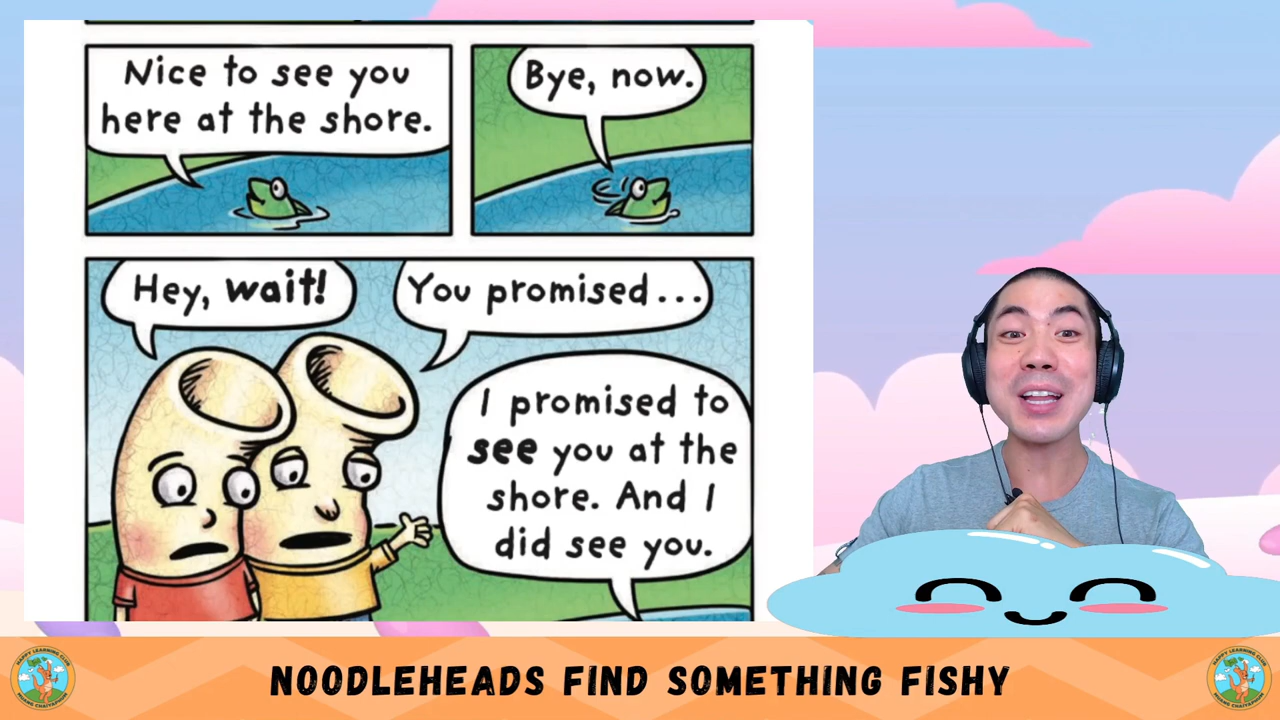 Nice to see you
here at the shore.
Bye, now.
Hey, wait!
You promised...
I promised to
see you at the
shore. And I
did see you.
NOODLEHEADS FIND SOMETHING FISHY